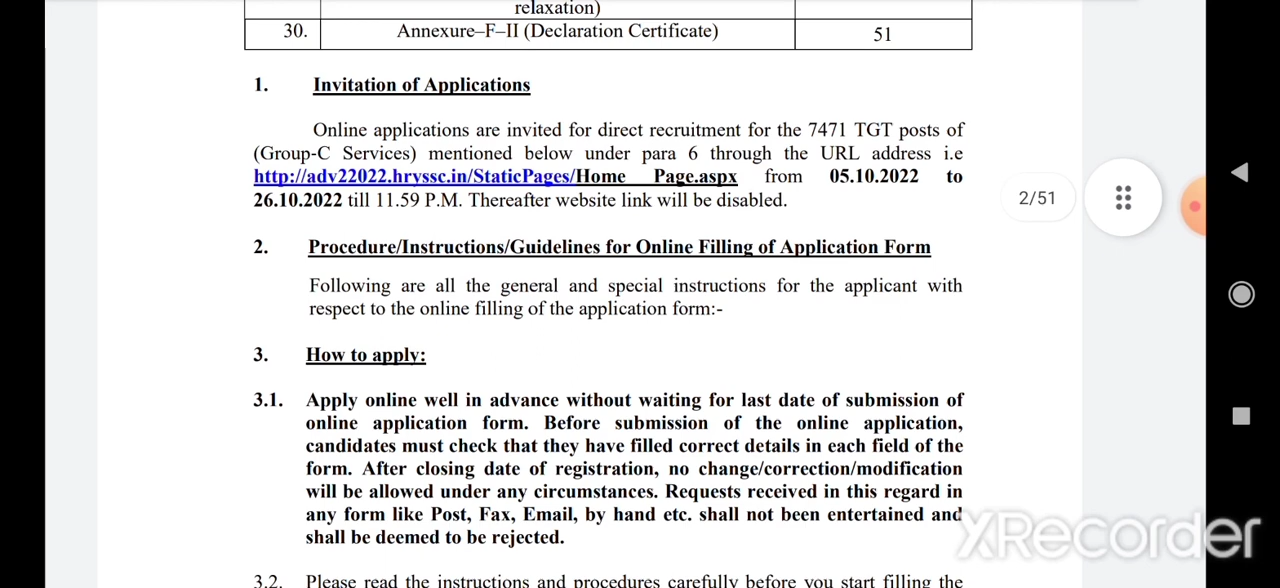 relaxation)
30. Annexure–F–II (Declaration Certificate) 51
1. Invitation of Applications
Online applications are invited for direct recruitment for the 7471 TGT posts of
(Group-C Services) mentioned below under para 6 through the URL address i.e
http://adv22022.hryssc.in/StaticPages/Home Page.aspx from 05.10.2022 to
26.10.2022 till 11.59 P.M. Thereafter website link will be disabled.
2/51
2. Procedure/Instructions/Guidelines for Online Filling of Application Form
Following are all the general and special instructions for the applicant with
respect to the online filling of the application form:-
3. How to apply:
3.1. Apply online well in advance without waiting for last date of submission of
online application form. Before submission of the online application,
candidates must check that they have filled correct details in each field of the
form. After closing date of registration, no change/correction/modification
will be allowed under any circumstances. Requests received in this regard in
any form like Post, Fax, Email, by hand etc. shall not been entertained and
shall be deemed to be rejected.
XRecorder
3.2. Please read the instructions and procedures carefully before you start filling the